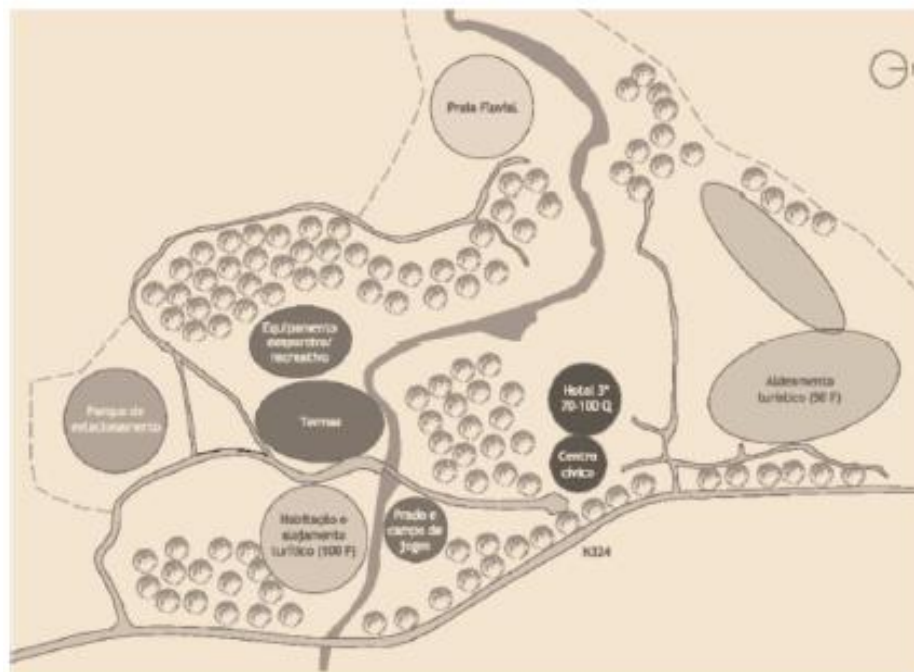 Praia Fluvial
N
Equipamento
desportivo/
recreativo
Hotel 3*
70-100 Q
Aldeamento
turístico (50 F)
Parque de
estacionamento
Termas
Centro
cívico
Habitação e
alojamento
turítico (100 F)
Prado e
campo de
jogos
N324